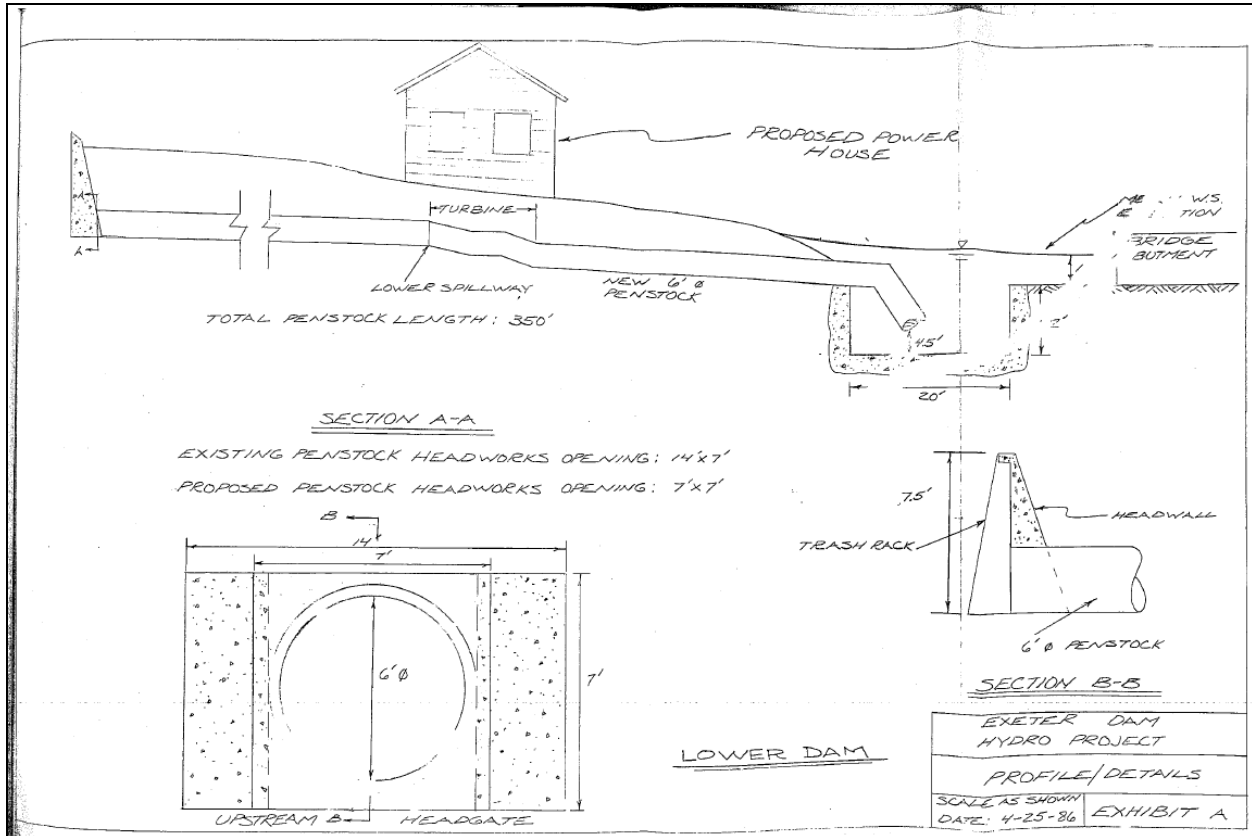 PROPOSED POWER
HOUSE
TURBINE
W.S.
BRIDGE
LOWER SPILLWAY
NEW 6' Ø
PENSTOCK
TOTAL PENSTOCK LENGTH: 350'
A
A
4.5'
2'
20'
SECTION A-A
EXISTING PENSTOCK HEADWORKS OPENING: 14'x7'
PROPOSED PENSTOCK HEADWORKS OPENING: 7'x7'
B
14'
7'
6' Ø
7'
UPSTREAM B HEADGATE
7.5'
HEADWALL
TRASH RACK
6' Ø PENSTOCK
SECTION B-B
LOWER DAM
EXETER DAM
HYDRO PROJECT
PROFILE/DETAILS
SCALE AS SHOWN
DATE: 4-25-86
EXHIBIT A